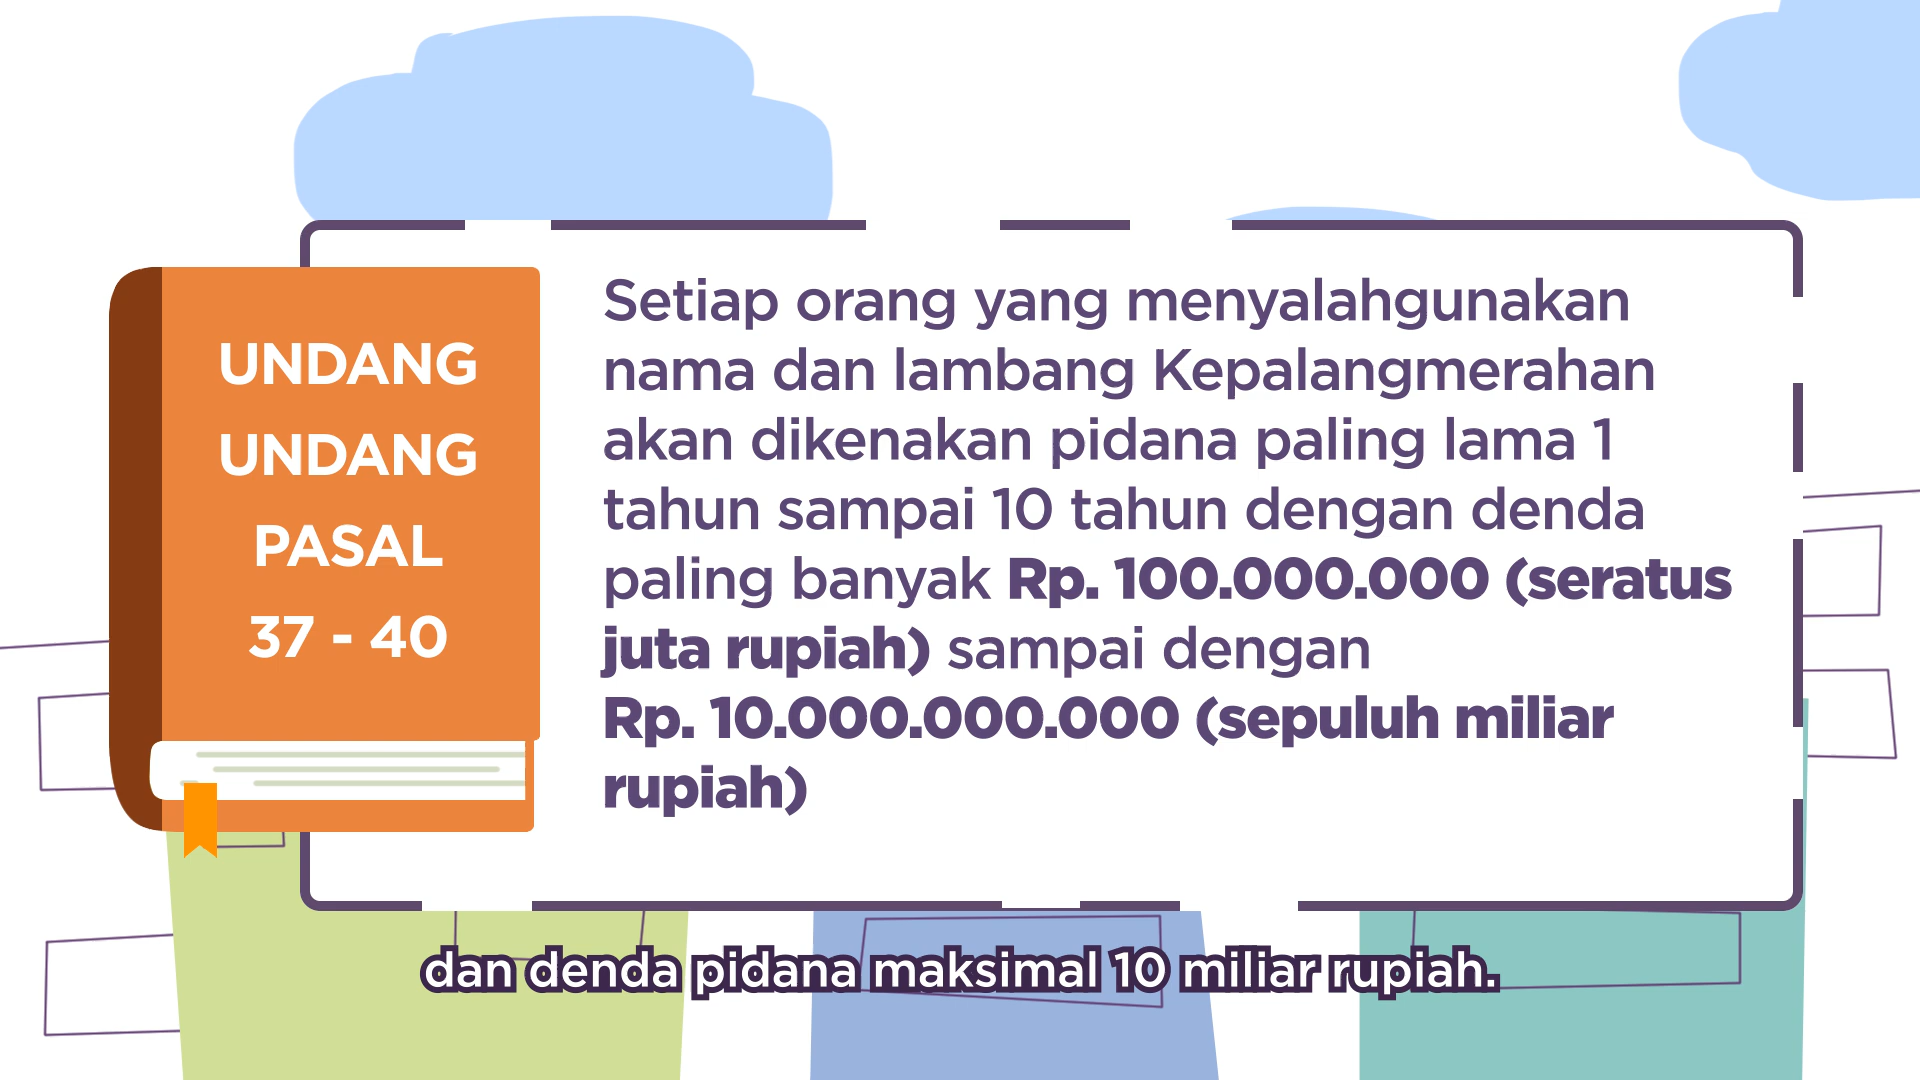 UNDANG
UNDANG
PASAL
37 - 40
Setiap orang yang menyalahgunakan
nama dan lambang Kepalangmerahan
akan dikenakan pidana paling lama 1
tahun sampai 10 tahun dengan denda
paling banyak Rp. 100.000.000 (seratus
juta rupiah) sampai dengan
Rp. 10.000.000.000 (sepuluh miliar
rupiah)
dan denda pidana maksimal 10 miliar rupiah.